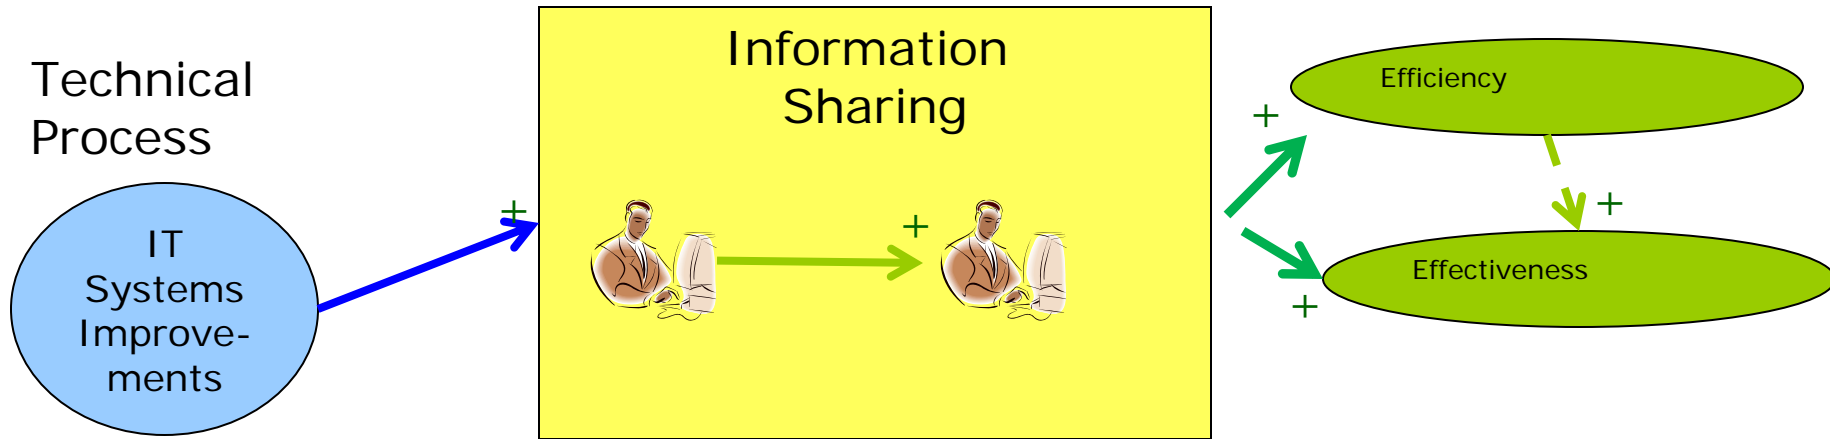 Technical
Process
IT
Systems
Improve-
ments
+
Information
Sharing
+
+
Efficiency
+
Effectiveness
+